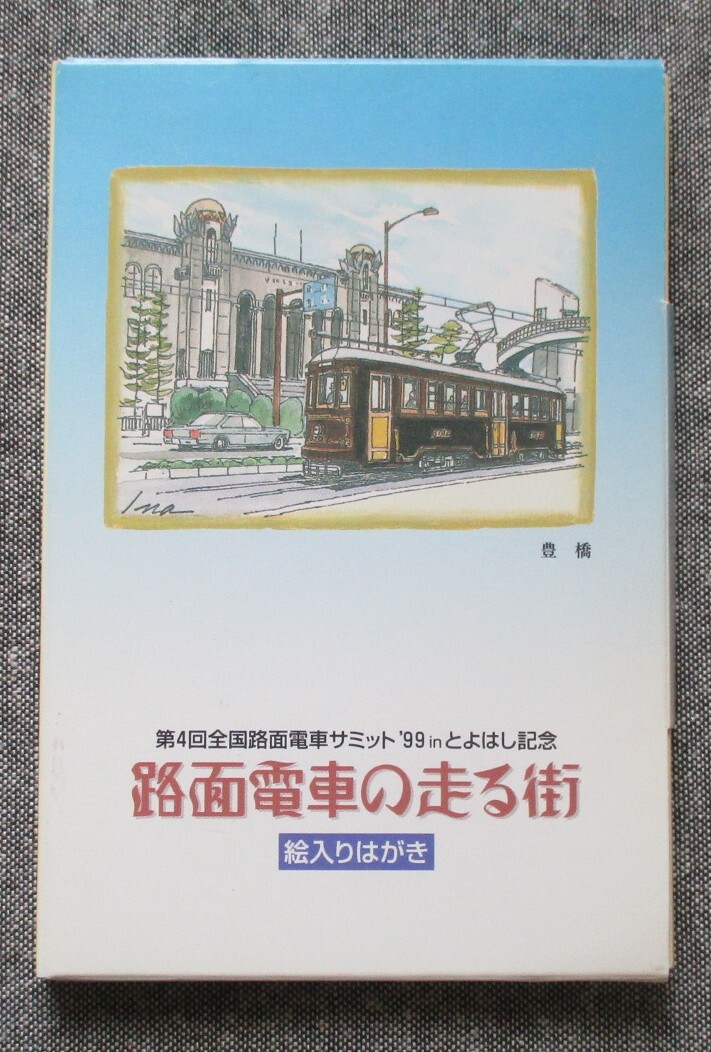 Ina
豊橋
第4回全国路面電車サミット'99 in とよはし記念
路面電車の走る街
絵入りはがき